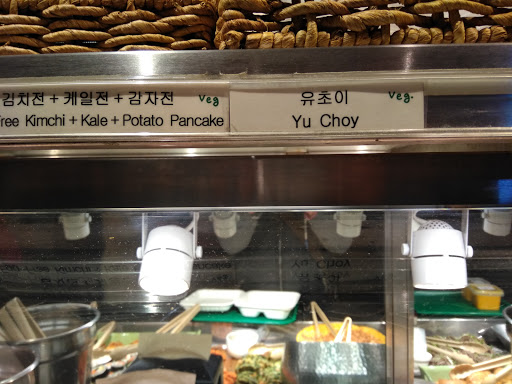 김치전+케일전+감자전 Veg
Free Kimchi+Kale+Potato Pancake
유초이 Veg.
Yu Choy